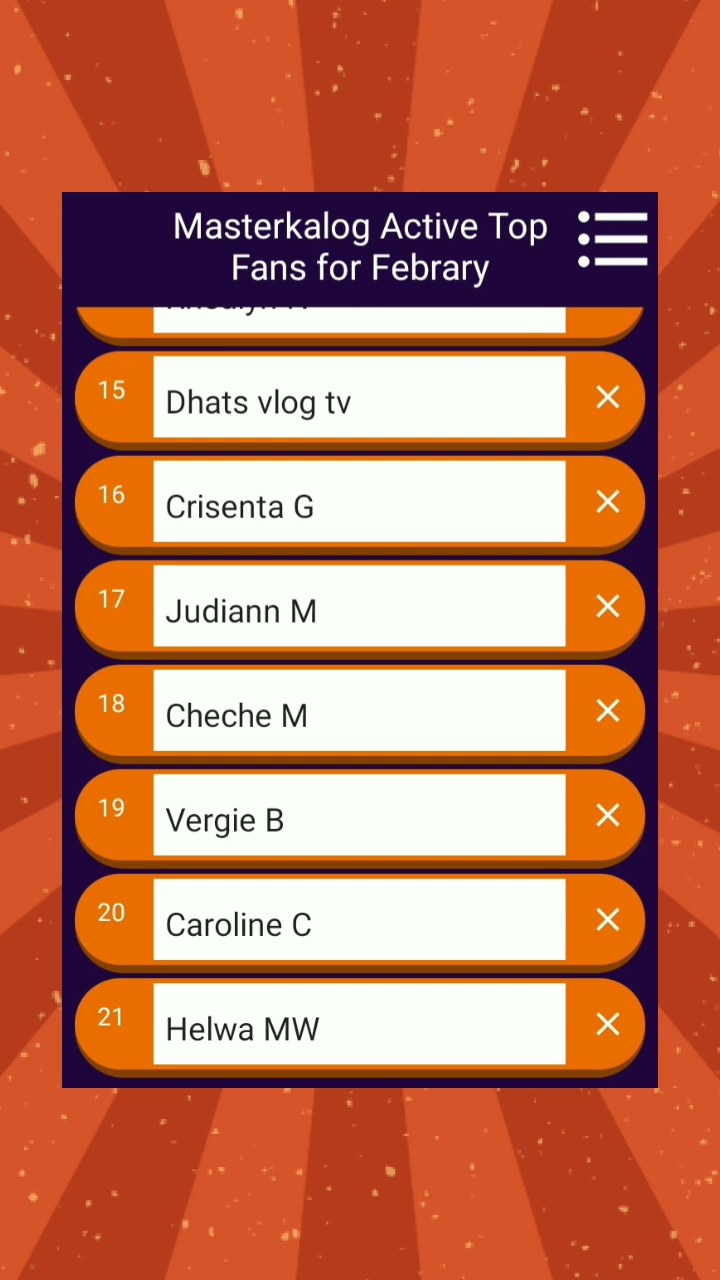 Masterkalog Active Top
Fans for Febrary
15
Dhats vlog tv
16
Crisenta G
17
Judiann M
18
Cheche M
19
Vergie B
20
Caroline C
21
Helwa MW